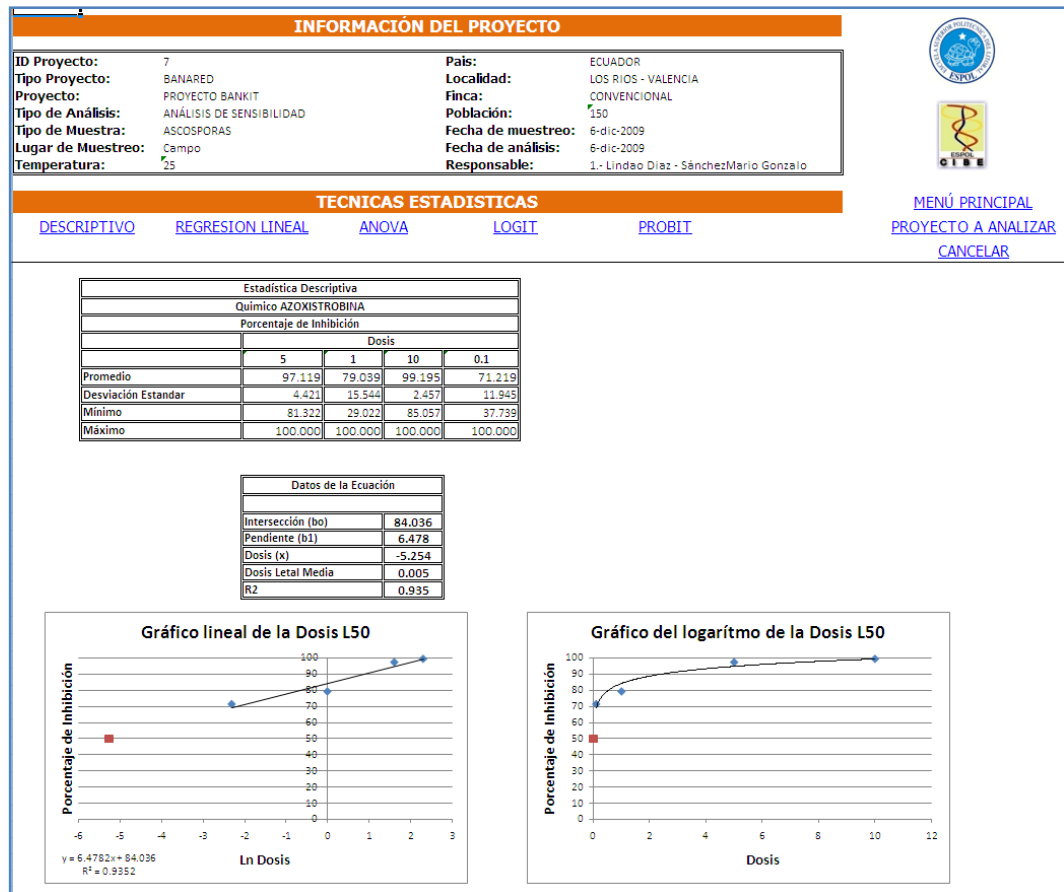 INFORMACIÓN DEL PROYECTO
ID Proyecto: 7 Pais: ECUADOR
Tipo Proyecto: BANARED Localidad: LOS RIOS - VALENCIA
Proyecto: PROYECTO BANKIT Finca: CONVENCIONAL
Tipo de Análisis: ANÁLISIS DE SENSIBILIDAD Población: 150
Tipo de Muestra: ASCOSPORAS Fecha de muestreo: 6-dic-2009
Lugar de Muestreo: Campo Fecha de análisis: 6-dic-2009
Temperatura: 25 Responsable: 1.- Lindao Diaz - SánchezMario Gonzalo
ESCUELA SUPERIOR POLITECNICA DEL LITORAL
ESPOL
ESPOL
CIBE
TECNICAS ESTADISTICAS
DESCRIPTIVO REGRESION LINEAL ANOVA LOGIT PROBIT
MENÚ PRINCIPAL
PROYECTO A ANALIZAR
CANCELAR
Estadística Descriptiva
Quimico AZOXISTROBINA
Porcentaje de Inhibición
Dosis
5 1 10 0.1
Promedio 97.119 79.039 99.195 71.219
Desviación Estandar 4.421 15.544 2.457 11.945
Mínimo 81.322 29.022 85.057 37.739
Máximo 100.000 100.000 100.000 100.000
Datos de la Ecuación
Intersección (bo) 84.036
Pendiente (b1) 6.478
Dosis (x) -5.254
Dosis Letal Media 0.005
R2 0.935
Gráfico lineal de la Dosis L50
Porcentaje de Inhibición
100
90
80
70
60
50
40
30
20
10
0
-6 -5 -4 -3 -2 -1 0 1 2 3
y = 6.4782x + 84.036
R² = 0.9352
Ln Dosis
Gráfico del logarítmo de la Dosis L50
Porcentaje de Inhibición
100
90
80
70
60
50
40
30
20
10
0
0 2 4 6 8 10 12
Dosis